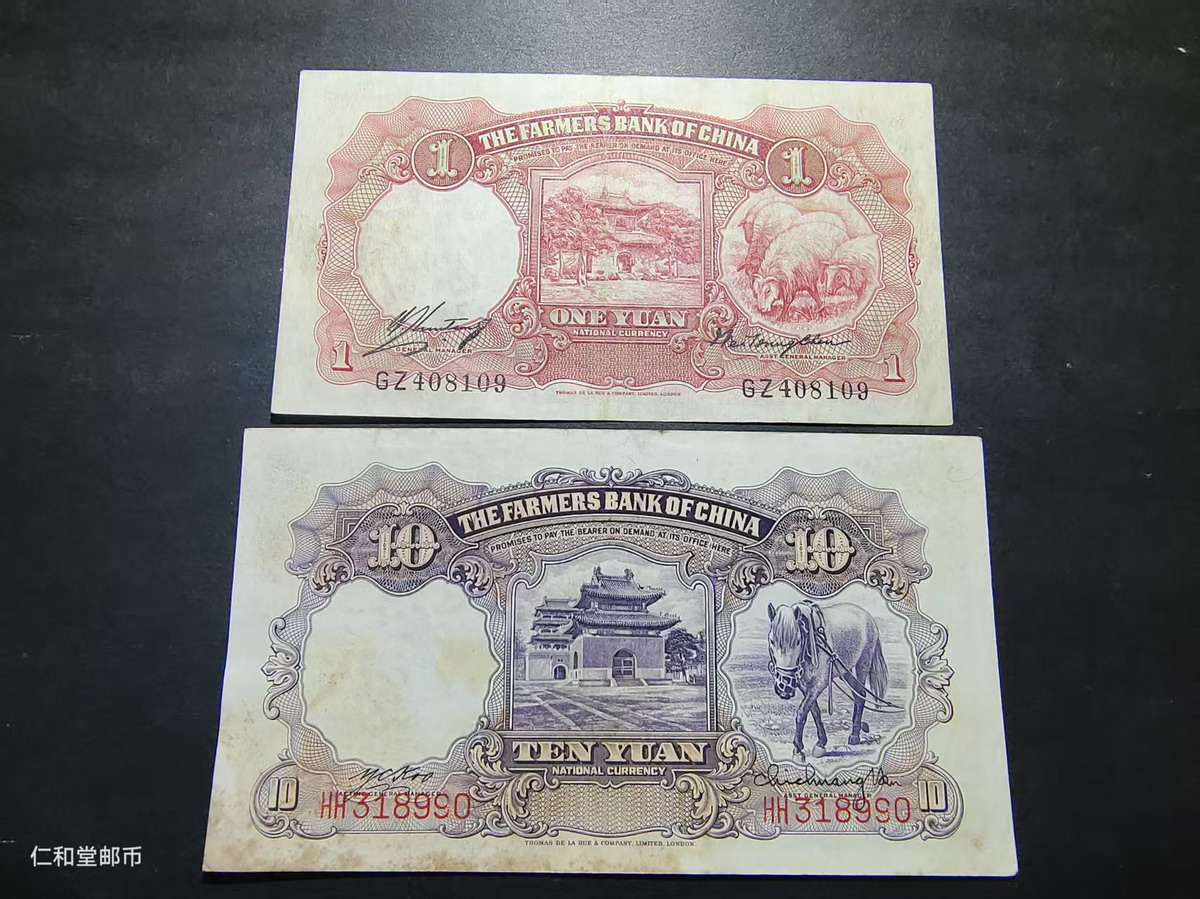 THE FARMERS BANK OF CHINA
PROMISED TO PAY THE BEARER ON DEMAND AT ITS OFFICE HERE
1 1
ONE YUAN
NATIONAL CURRENCY
GENERAL MANAGER
ASST GENERAL MANAGER
1 1
GZ408109 GZ408109
THOMAS DE LA RUE & COMPANY, LIMITED, LONDON.
THE FARMERS BANK OF CHINA
PROMISES TO PAY THE BEARER ON DEMAND AT ITS OFFICE HERE
10 10
TEN YUAN
NATIONAL CURRENCY
ACTING GENERAL MANAGER
ASST GENERAL MANAGER
10 10
HH318990 HH318990
THOMAS DE LA RUE & COMPANY, LIMITED, LONDON.
仁和堂邮币